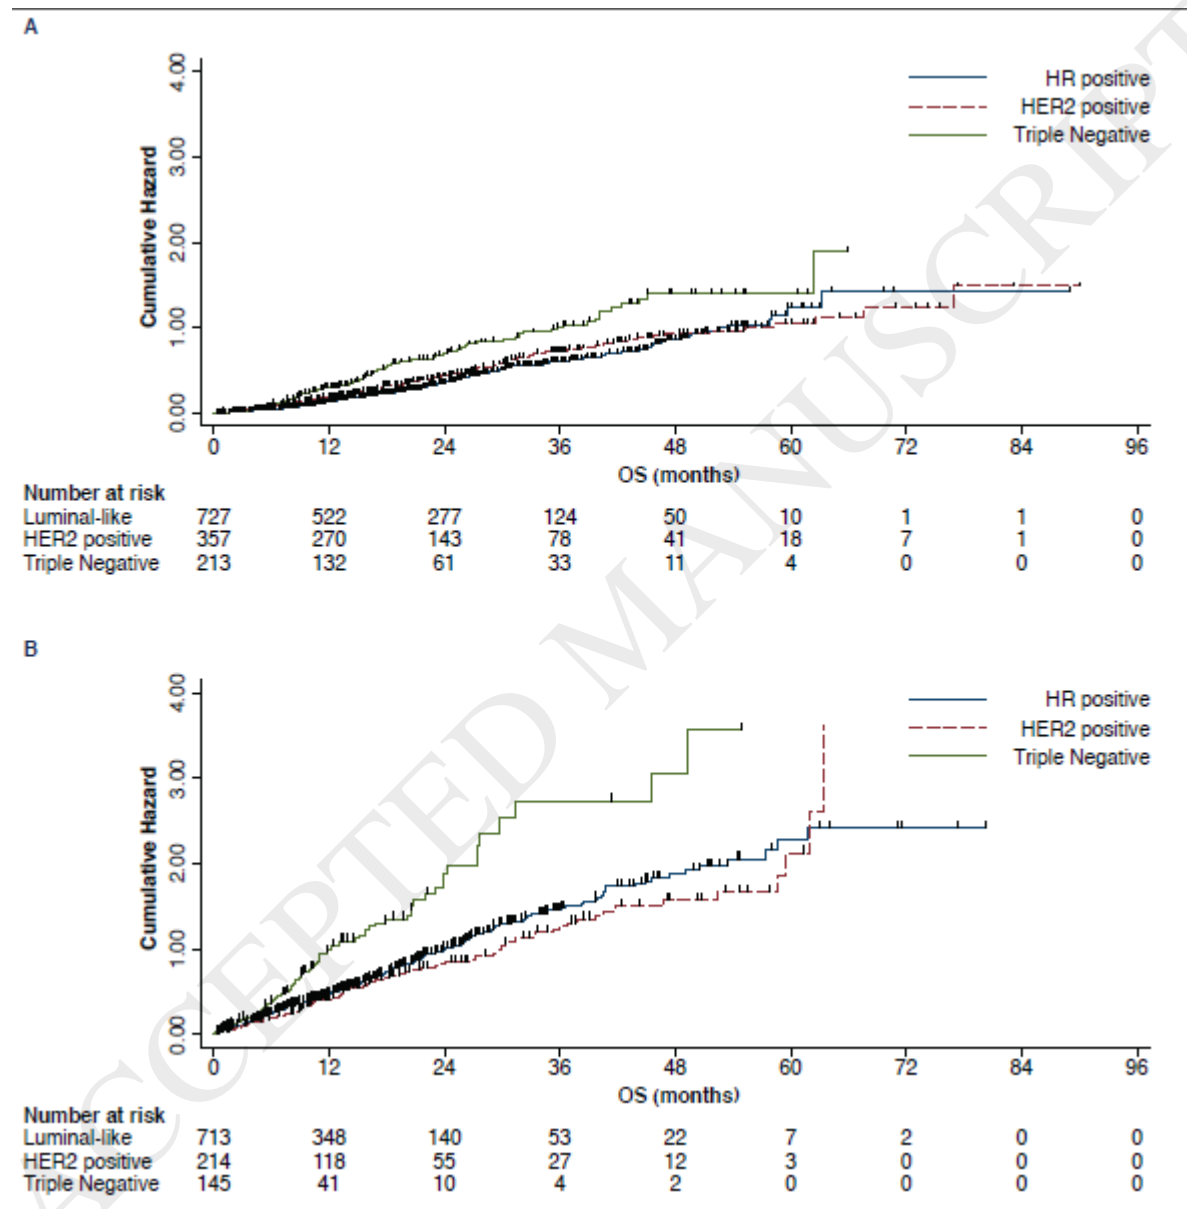 A
4.00
3.00
2.00
1.00
0.00
Cumulative Hazard
HR positive
HER2 positive
Triple Negative
0 12 24 36 48 60 72 84 96
OS (months)
Number at risk
Luminal-like 727 522 277 124 50 10 1 1 0
HER2 positive 357 270 143 78 41 18 7 1 0
Triple Negative 213 132 61 33 11 4 0 0 0
B
4.00
3.00
2.00
1.00
0.00
Cumulative Hazard
HR positive
HER2 positive
Triple Negative
0 12 24 36 48 60 72 84 96
OS (months)
Number at risk
Luminal-like 713 348 140 53 22 7 2 0 0
HER2 positive 214 118 55 27 12 3 0 0 0
Triple Negative 145 41 10 4 2 0 0 0 0
ACCEPTED MANUSCRIPT